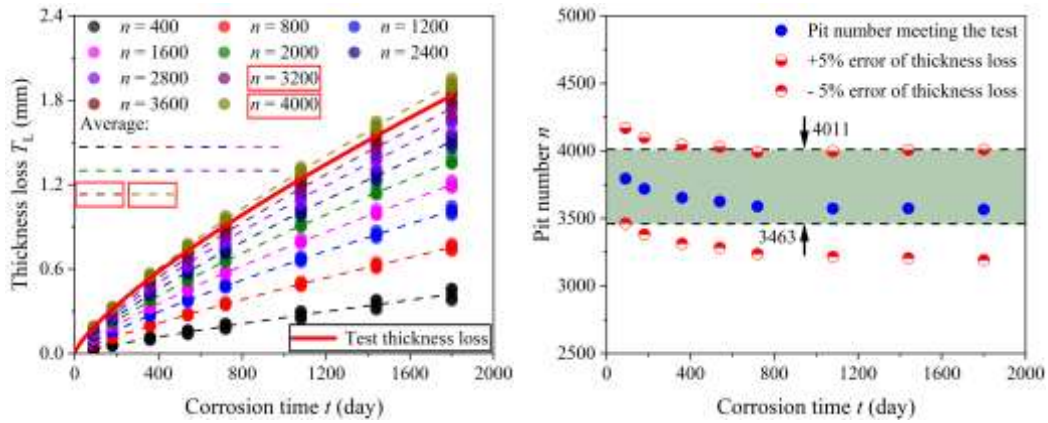 n = 400 n = 800 n = 1200
n = 1600 n = 2000 n = 2400
n = 2800 n = 3200
n = 3600 n = 4000
Average:
Test thickness loss
Thickness loss T_L (mm)
0.0 0.6 1.2 1.8 2.4
0 400 800 1200 1600 2000
Corrosion time t (day)
Pit number meeting the test
+5% error of thickness loss
- 5% error of thickness loss
4011
3463
Pit number n
2500 3000 3500 4000 4500 5000
0 400 800 1200 1600 2000
Corrosion time t (day)